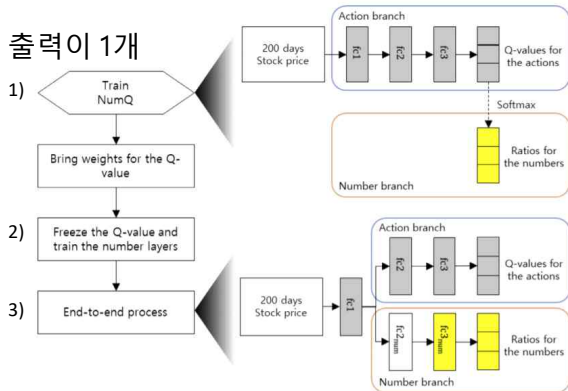 출력이 1개
1)
Train
NumQ
Bring weights for the Q-
value
2)
Freeze the Q-value and
train the number layers
3)
End-to-end process
Action branch
200 days
Stock price
fc1
fc2
fc3
Q-values for
the actions
Softmax
Ratios for
the numbers
Number branch
Action branch
200 days
Stock price
fc1
fc2
fc3
Q-values for
the actions
fc2num
fc3num
Ratios for
the numbers
Number branch